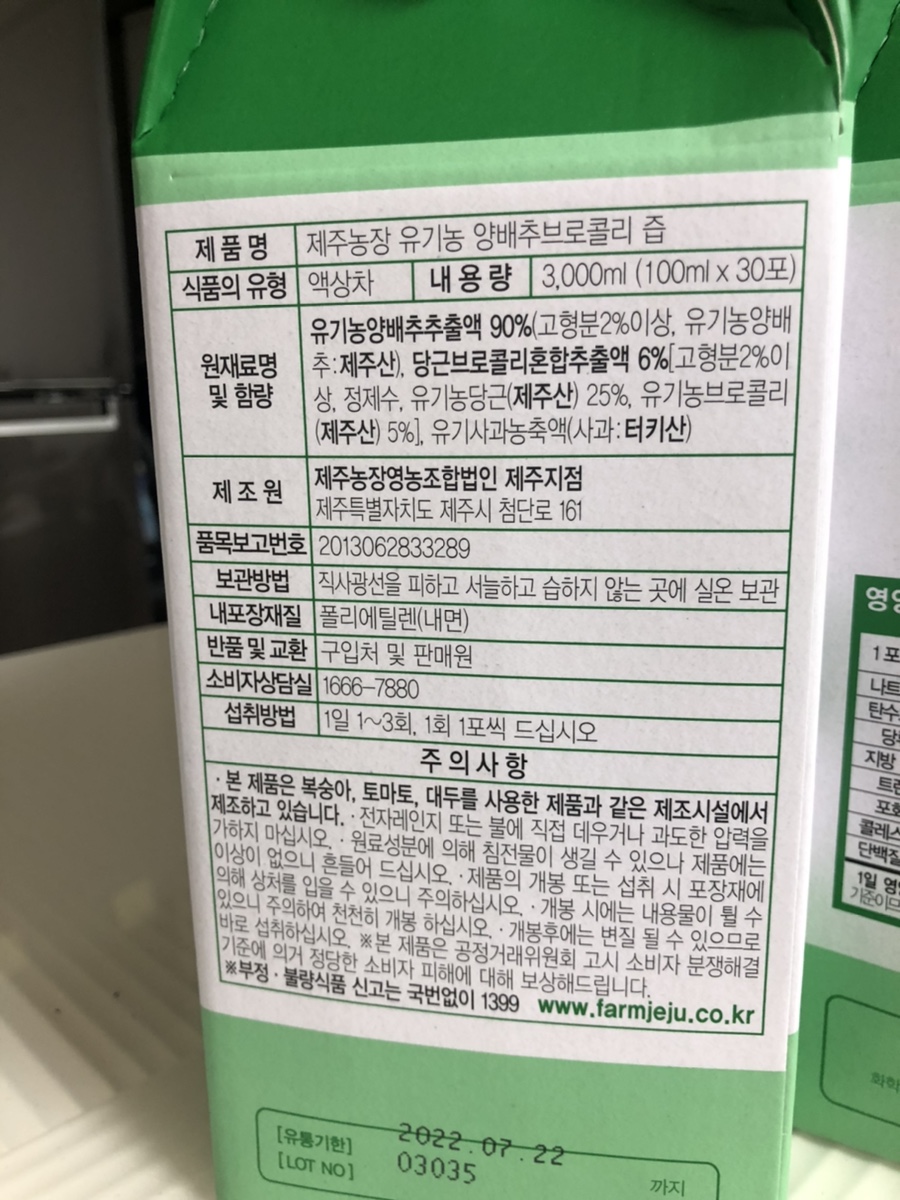 제품명 제주농장 유기농 양배추브로콜리 즙
식품의 유형 액상차 내용량 3,000ml (100ml x 30포)
원재료명
및 함량
유기농양배추추출액 90%(고형분2%이상, 유기농양배
추:제주산), 당근브로콜리혼합추출액 6%[고형분2%이
상, 정제수, 유기농당근(제주산) 25%, 유기농브로콜리
(제주산) 5%], 유기사과농축액(사과:터키산)
제조원 제주농장영농조합법인 제주지점
제주특별자치도 제주시 첨단로 161
품목보고번호 2013062833289
보관방법 직사광선을 피하고 서늘하고 습하지 않는 곳에 실온 보관
내포장재질 폴리에틸렌(내면)
반품 및 교환 구입처 및 판매원
소비자상담실 1666-7880
섭취방법 1일 1~3회, 1회 1포씩 드십시오
주의사항
· 본 제품은 복숭아, 토마토, 대두를 사용한 제품과 같은 제조시설에서
제조하고 있습니다. · 전자레인지 또는 불에 직접 데우거나 과도한 압력을
가하지 마십시오. · 원료성분에 의해 침전물이 생길 수 있으나 제품에는
이상이 없으니 흔들어 드십시오. · 제품의 개봉 또는 섭취 시 포장재에
의해 상처를 입을 수 있으니 주의하십시오. · 개봉 시에는 내용물이 튈 수
있으니 주의하여 천천히 개봉 하십시오. · 개봉후에는 변질 될 수 있으므로
바로 섭취하십시오. ※본 제품은 공정거래위원회 고시 소비자 분쟁해결
기준에 의거 정당한 소비자 피해에 대해 보상해드립니다.
※부정·불량식품 신고는 국번없이 1399 www.farmjeju.co.kr
[유통기한] 2022.07.22
[LOT NO] 03035 까지
1포
지방
1일
화학